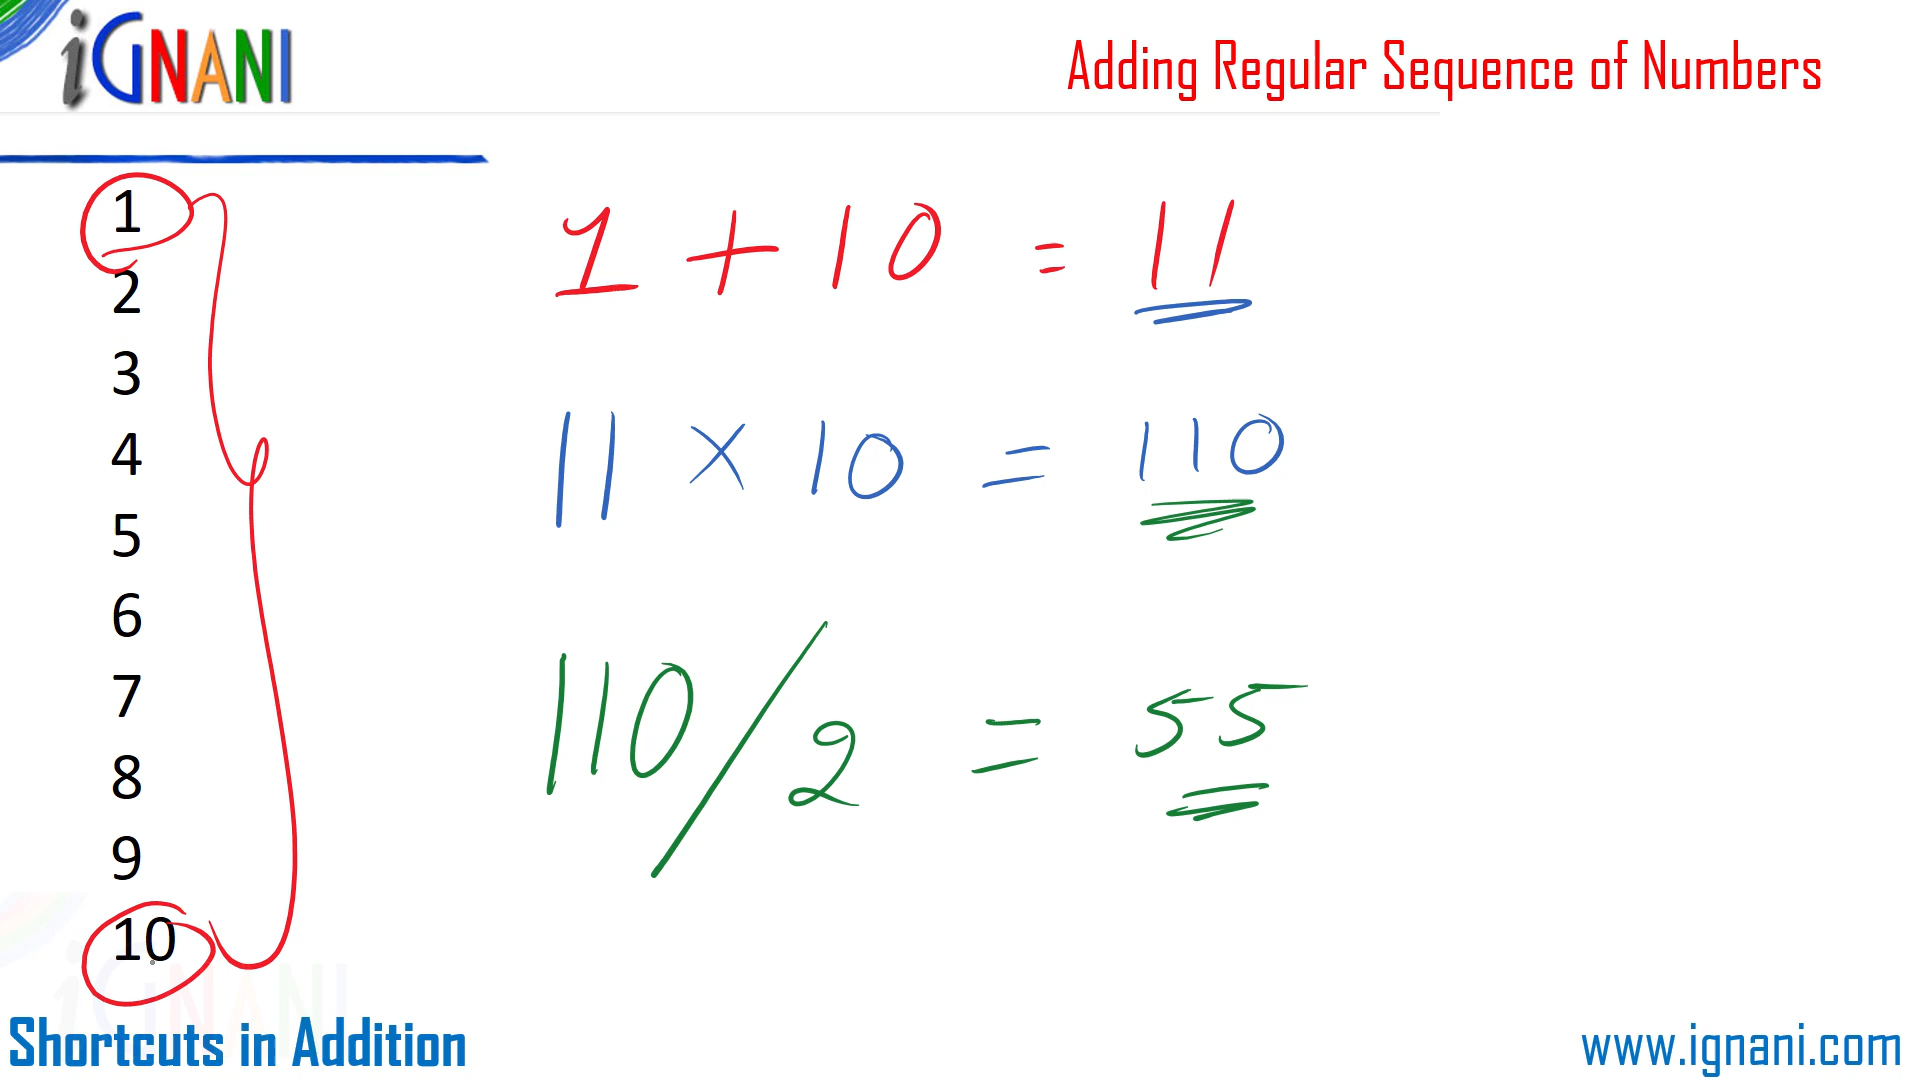 iGNANI
Adding Regular Sequence of Numbers
1
2
3
4
5
6
7
8
9
10
1 + 10 = 11
11 × 10 = 110
110/2 = 55
iGNANI
Shortcuts in Addition
www.ignani.com